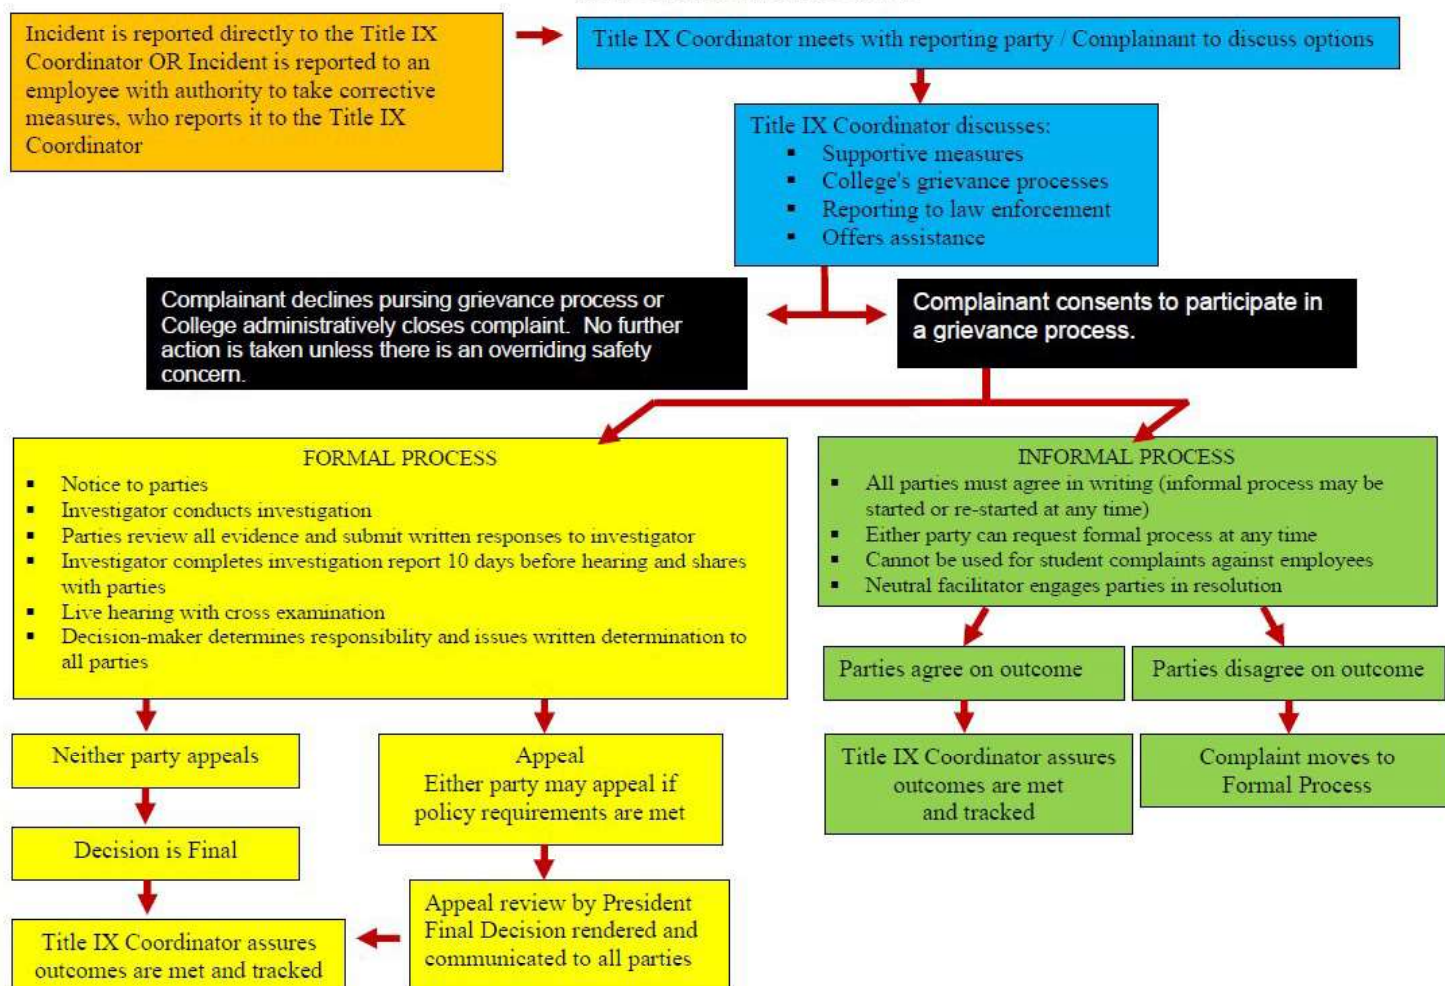 Incident is reported directly to the Title IX
Coordinator OR Incident is reported to an
employee with authority to take corrective
measures, who reports it to the Title IX
Coordinator
Title IX Coordinator meets with reporting party / Complainant to discuss options
Title IX Coordinator discusses:
▪ Supportive measures
▪ College's grievance processes
▪ Reporting to law enforcement
▪ Offers assistance
Complainant declines pursing grievance process or
College administratively closes complaint. No further
action is taken unless there is an overriding safety
concern.
Complainant consents to participate in
a grievance process.
FORMAL PROCESS
▪ Notice to parties
▪ Investigator conducts investigation
▪ Parties review all evidence and submit written responses to investigator
▪ Investigator completes investigation report 10 days before hearing and shares
with parties
▪ Live hearing with cross examination
▪ Decision-maker determines responsibility and issues written determination to
all parties
INFORMAL PROCESS
▪ All parties must agree in writing (informal process may be
started or re-started at any time)
▪ Either party can request formal process at any time
▪ Cannot be used for student complaints against employees
▪ Neutral facilitator engages parties in resolution
Parties agree on outcome
Parties disagree on outcome
Neither party appeals
Appeal
Either party may appeal if
policy requirements are met
Title IX Coordinator assures
outcomes are met
and tracked
Complaint moves to
Formal Process
Decision is Final
Appeal review by President
Final Decision rendered and
communicated to all parties
Title IX Coordinator assures
outcomes are met and tracked